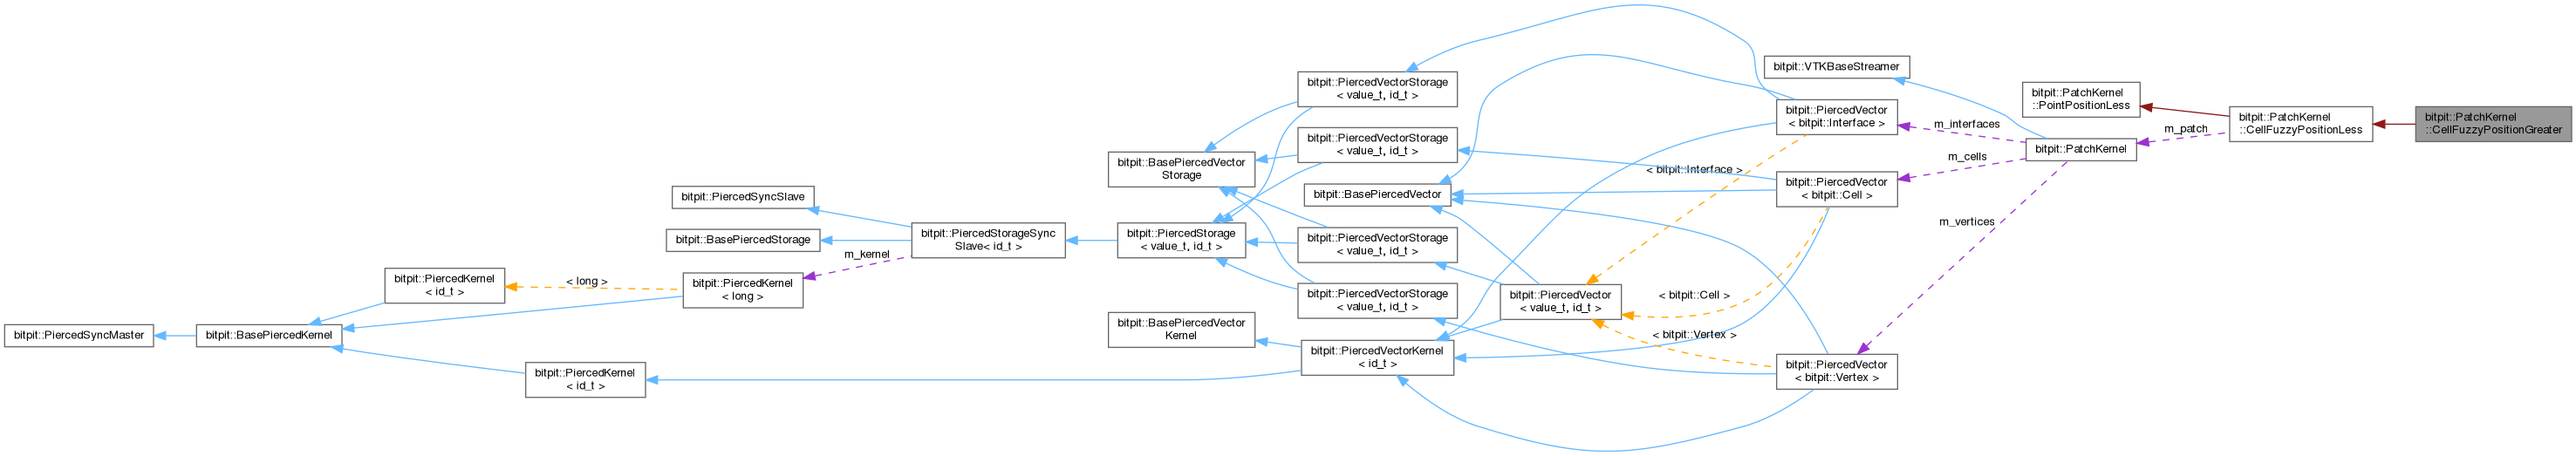 bitpit::PiercedSyncMaster
bitpit::BasePiercedKernel
bitpit::PiercedKernel
< id_t >
bitpit::PiercedKernel
< id_t >
< long >
bitpit::PiercedKernel
< long >
bitpit::PiercedSyncSlave
bitpit::BasePiercedStorage
m_kernel
bitpit::PiercedStorageSync
Slave< id_t >
bitpit::BasePiercedVector
Storage
bitpit::PiercedStorage
< value_t, id_t >
bitpit::BasePiercedVector
Kernel
bitpit::PiercedVectorStorage
< value_t, id_t >
bitpit::PiercedVectorStorage
< value_t, id_t >
bitpit::BasePiercedVector
bitpit::PiercedVectorStorage
< value_t, id_t >
bitpit::PiercedVectorStorage
< value_t, id_t >
bitpit::PiercedVectorKernel
< id_t >
bitpit::PiercedVector
< value_t, id_t >
< bitpit::Interface >
< bitpit::Cell >
< bitpit::Vertex >
bitpit::VTKBaseStreamer
bitpit::PiercedVector
< bitpit::Interface >
bitpit::PiercedVector
< bitpit::Cell >
bitpit::PiercedVector
< bitpit::Vertex >
m_interfaces
m_cells
m_vertices
bitpit::PatchKernel
::PointPositionLess
bitpit::PatchKernel
m_patch
bitpit::PatchKernel
::CellFuzzyPositionLess
bitpit::PatchKernel
::CellFuzzyPositionGreater